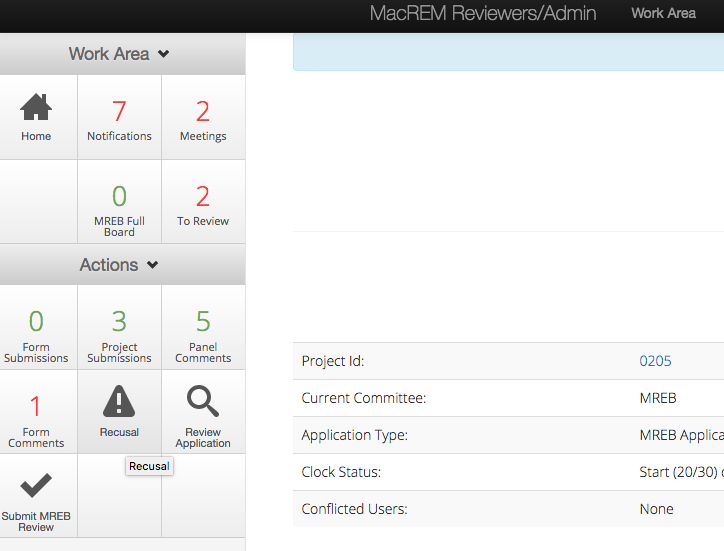 MacREM Reviewers/Admin Work Area
Work Area
Home
7
Notifications
2
Meetings
0
MREB Full
Board
2
To Review
Actions
0
Form
Submissions
3
Project
Submissions
5
Panel
Comments
1
Form
Comments
Recusal
Review
Application
Recusal
Submit MREB
Review
Project Id: 0205
Current Committee: MREB
Application Type: MREB Applica
Clock Status: Start (20/30)
Conflicted Users: None